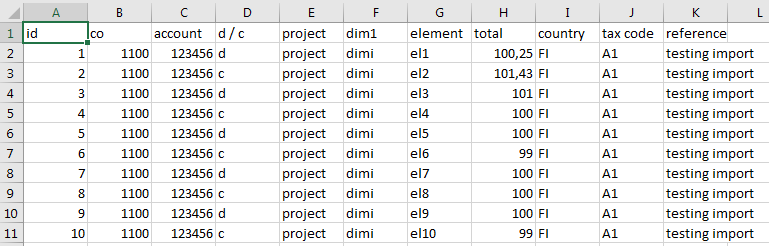 A B C D E F G H I J K L
1 id co account d / c project dim1 element total country tax code reference
2 1 1100 123456 d project dimi el1 100,25 FI A1 testing import
3 2 1100 123456 c project dimi el2 101,43 FI A1 testing import
4 3 1100 123456 d project dimi el3 101 FI A1 testing import
5 4 1100 123456 c project dimi el4 100 FI A1 testing import
6 5 1100 123456 d project dimi el5 100 FI A1 testing import
7 6 1100 123456 c project dimi el6 99 FI A1 testing import
8 7 1100 123456 d project dimi el7 100 FI A1 testing import
9 8 1100 123456 c project dimi el8 100 FI A1 testing import
10 9 1100 123456 d project dimi el9 100 FI A1 testing import
11 10 1100 123456 c project dimi el10 99 FI A1 testing import